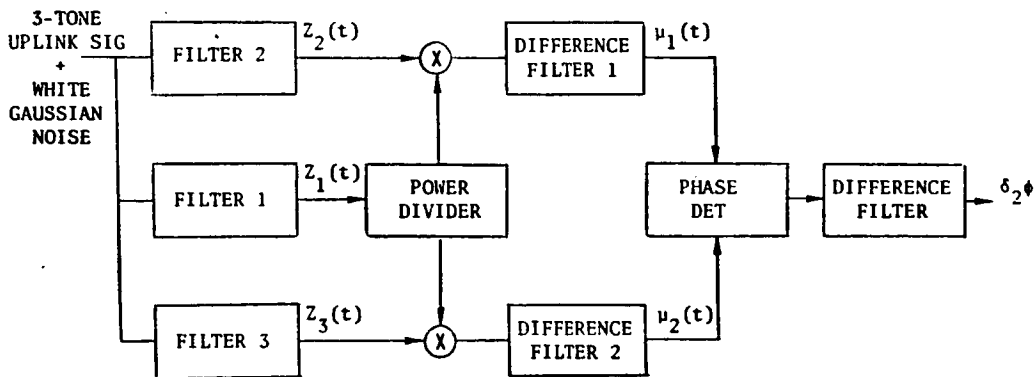 3-TONE
UPLINK SIG
+
WHITE
GAUSSIAN
NOISE
FILTER 2
Z₂(t)
X
DIFFERENCE
FILTER 1
μ₁(t)
FILTER 1
Z₁(t)
POWER
DIVIDER
PHASE
DET
DIFFERENCE
FILTER
δ₂ϕ
FILTER 3
Z₃(t)
X
DIFFERENCE
FILTER 2
μ₂(t)